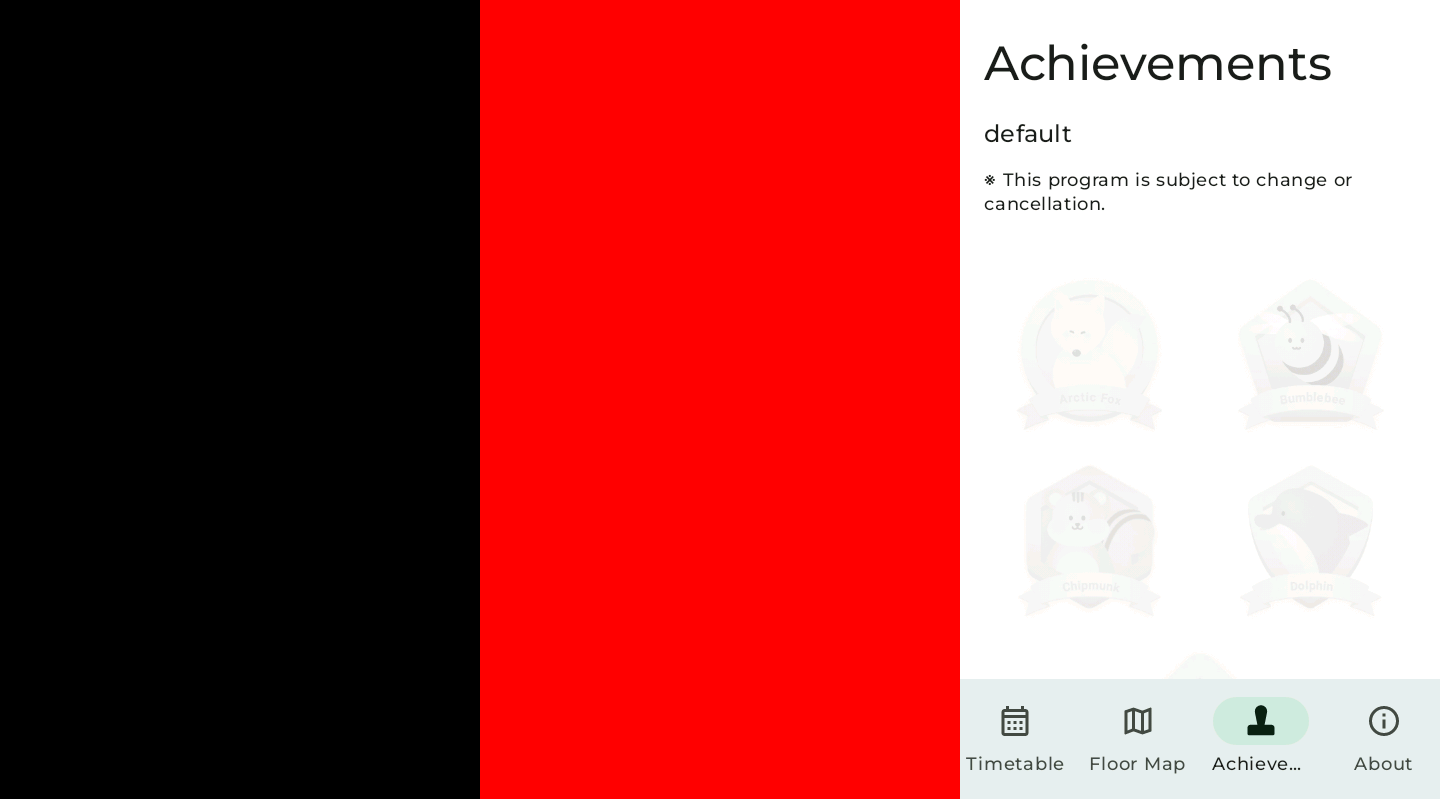 Achievements
default
※ This program is subject to change or
cancellation.
Arctic Fox
Bumblebee
Chipmunk
Dolphin
Timetable
Floor Map
Achieve...
About